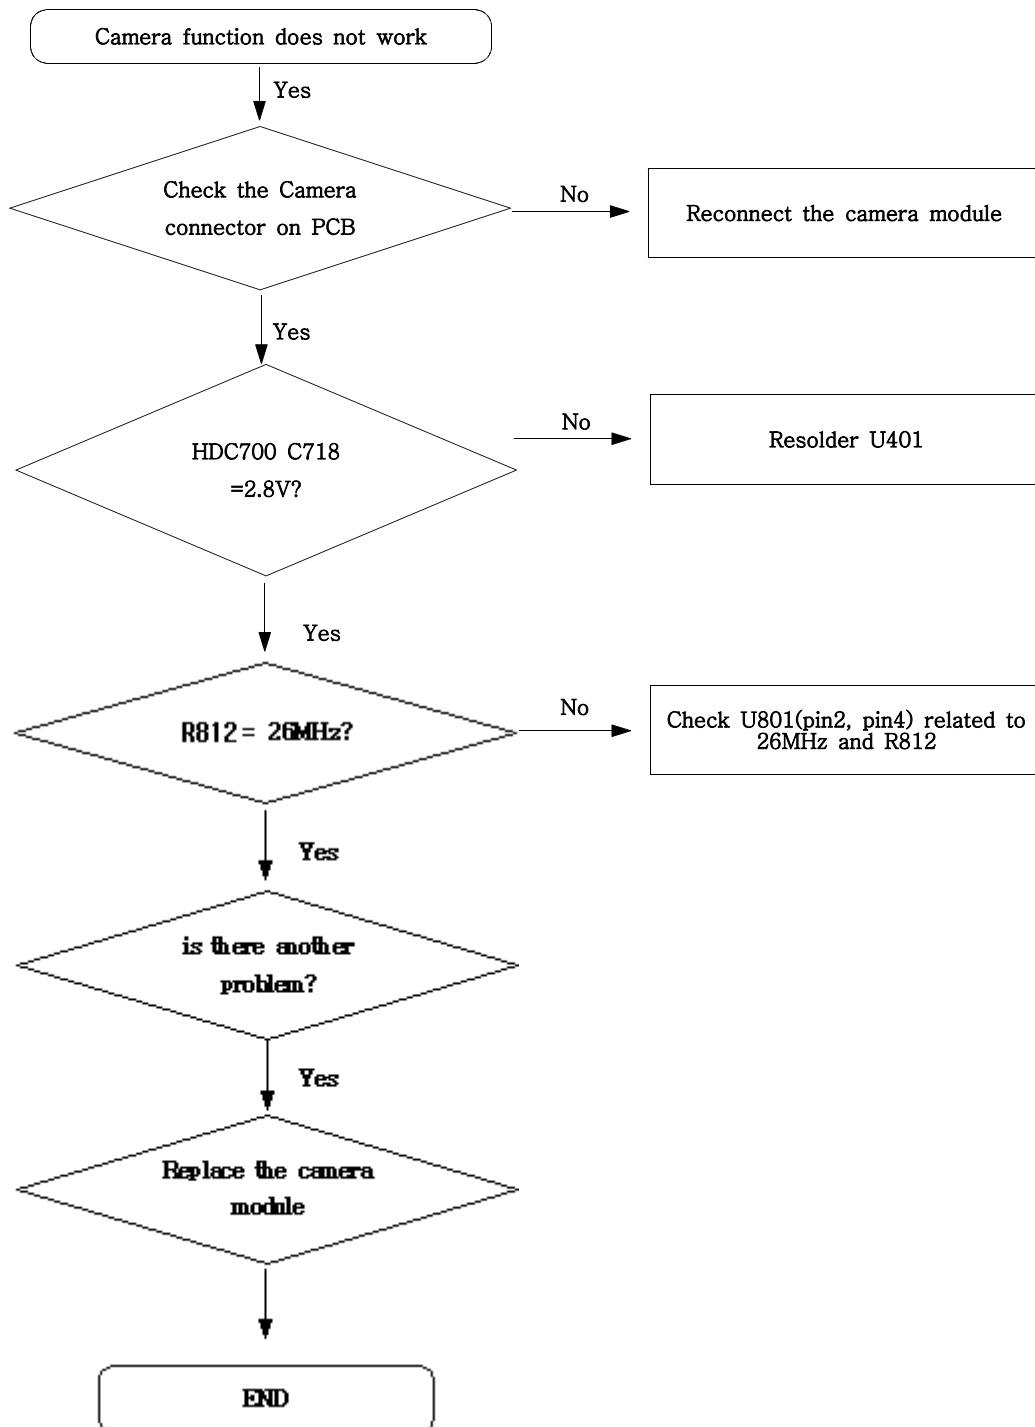 Camera function does not work
Yes
Check the Camera
connector on PCB
No
Reconnect the camera module
Yes
HDC700 C718
=2.8V?
No
Resolder U401
Yes
R812= 26MHz?
No
Check U801(pin2, pin4) related to
26MHz and R812
Yes
is there another
problem?
Yes
Replace the camera
module
END